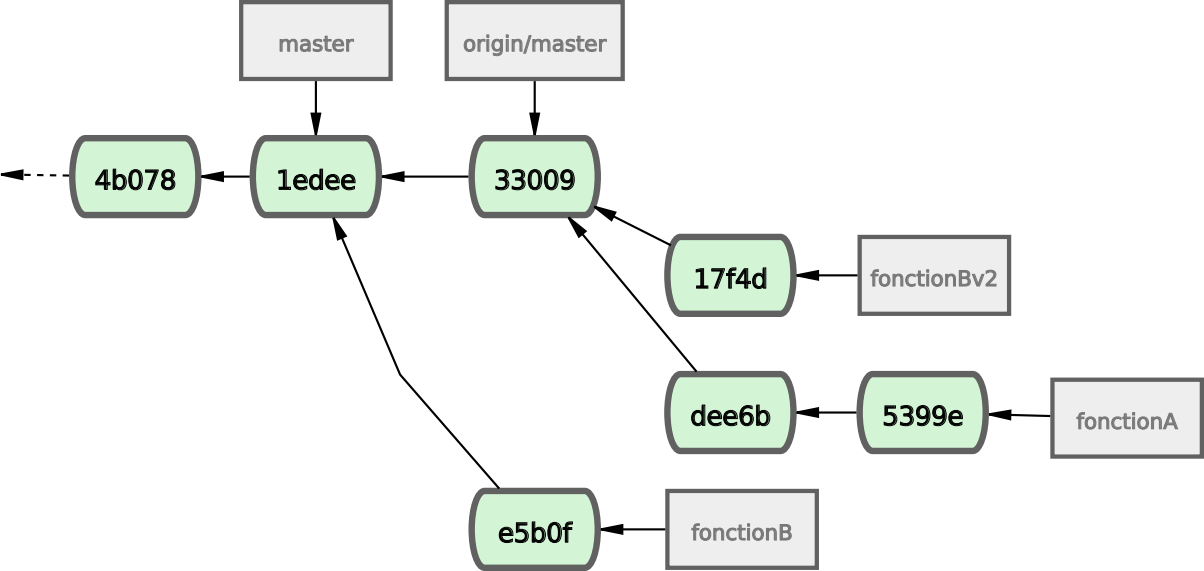 master
origin/master
4b078
1edee
33009
17f4d
fonctionBv2
dee6b
5399e
fonctionA
e5b0f
fonctionB